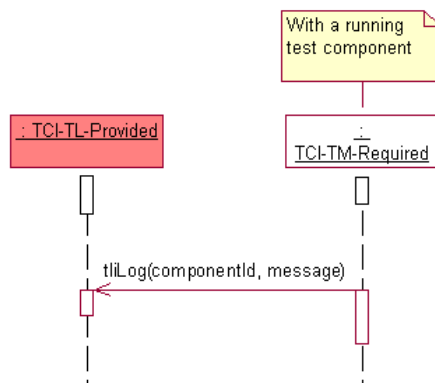 With a running
test component
: TCI-TL-Provided
:
TCI-TM-Required
tliLog(componentId, message)